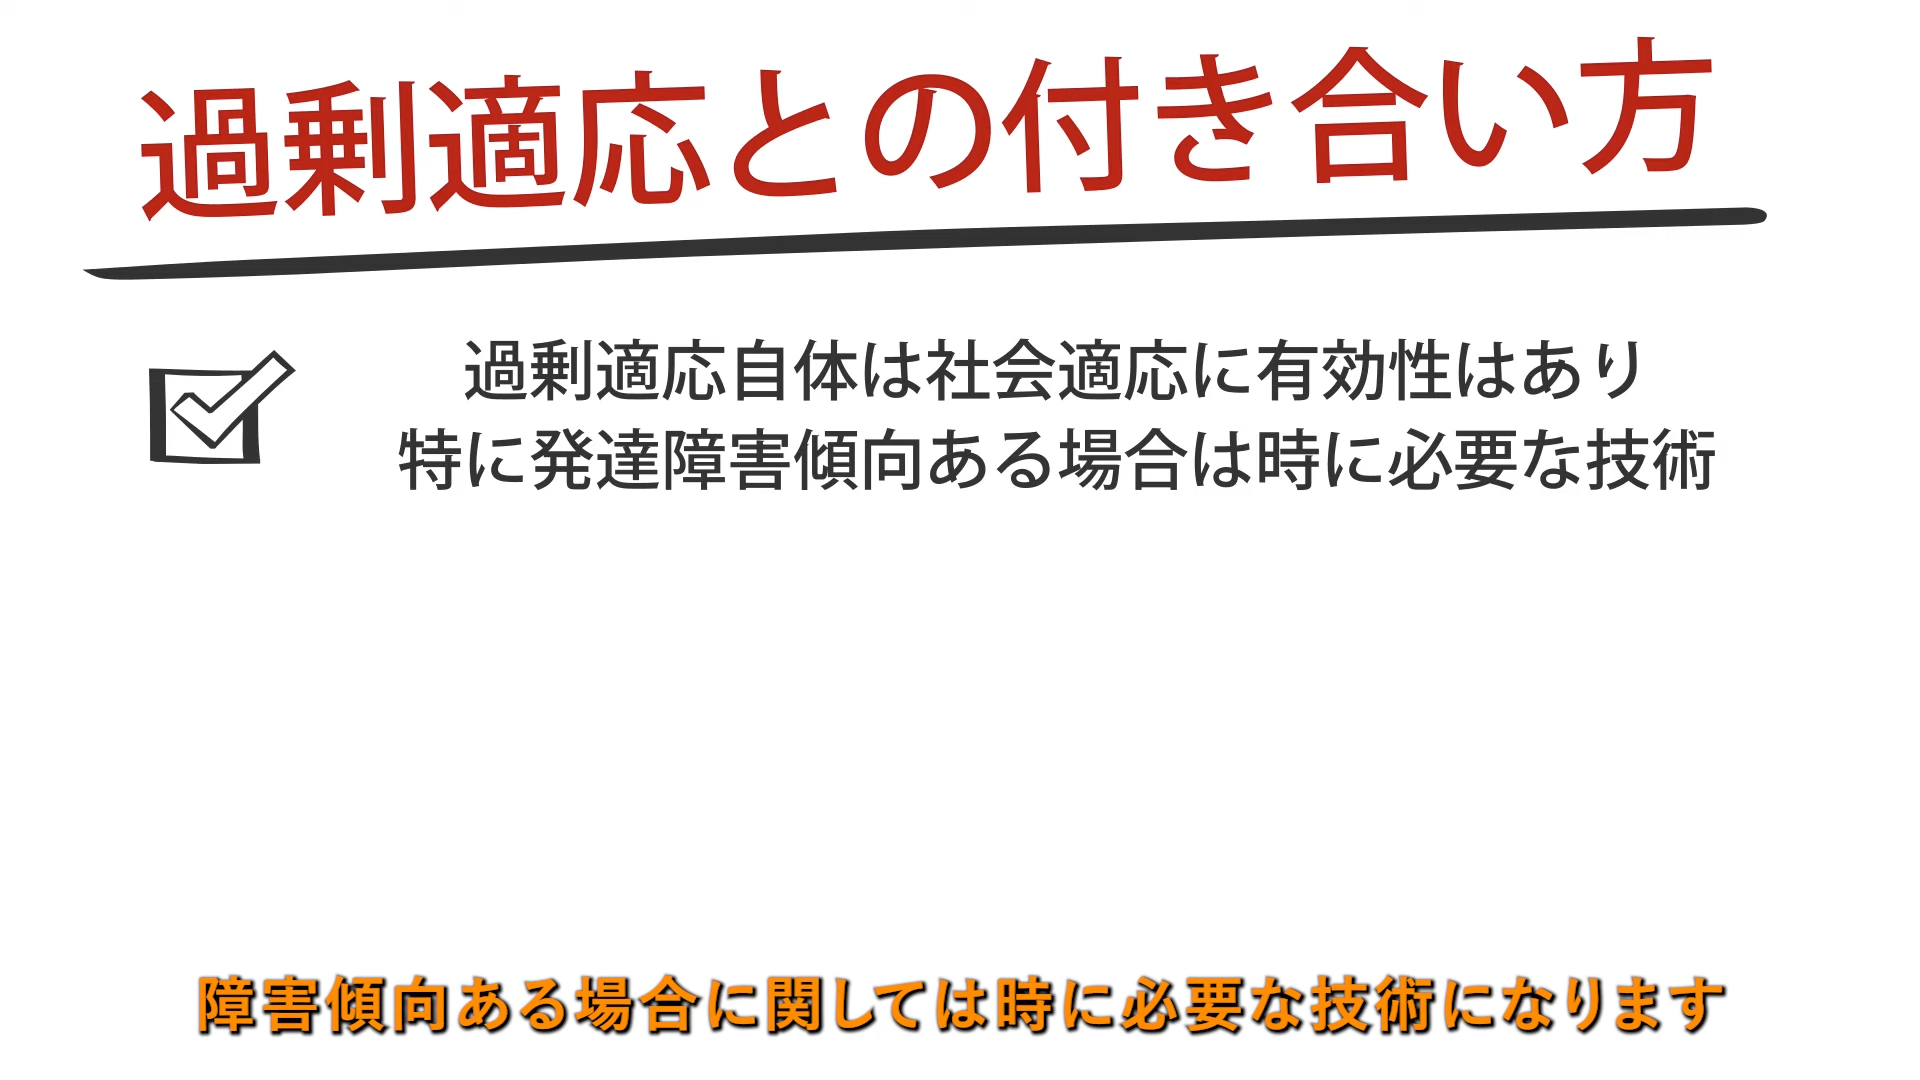 過剰適応との付き合い方
過剰適応自体は社会適応に有効性はあり
特に発達障害傾向ある場合は時に必要な技術
障害傾向ある場合に関しては時に必要な技術になります